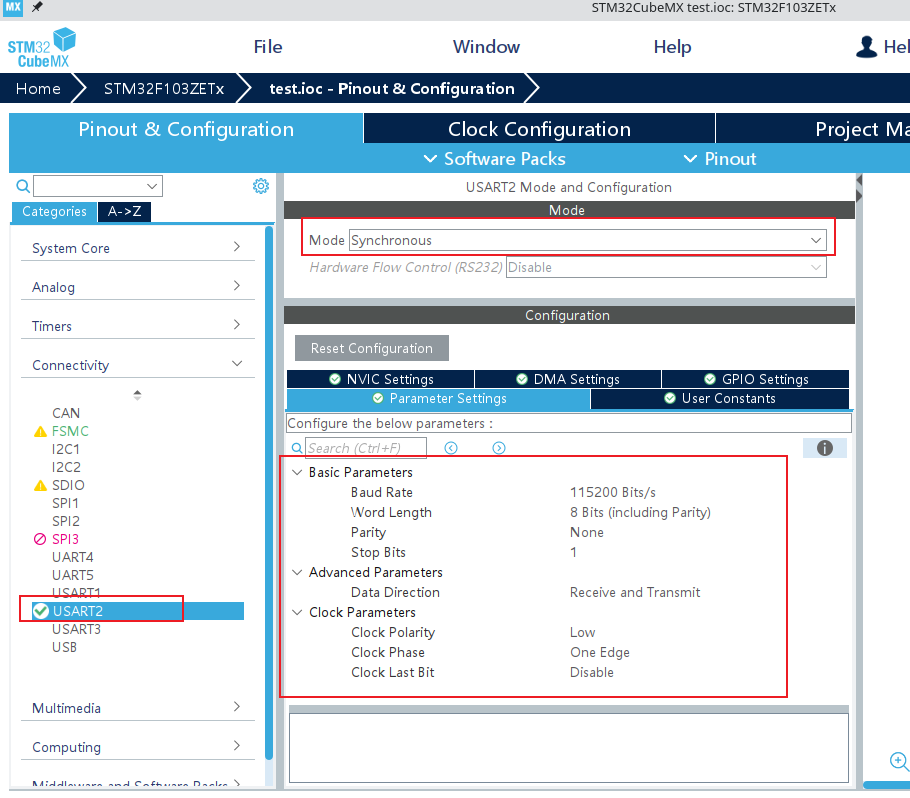 MX
STM32CubeMX test.ioc: STM32F103ZETx
STM32
CubeMX
File
Window
Help
Hel
Home
STM32F103ZETx
test.ioc - Pinout & Configuration
Pinout & Configuration
Clock Configuration
Project Ma
Software Packs
Pinout
Categories
A->Z
System Core
Analog
Timers
Connectivity
CAN
FSMC
I2C1
I2C2
SDIO
SPI1
SPI2
SPI3
UART4
UART5
USART1
USART2
USART3
USB
Multimedia
Computing
Middleware and Software Packs
USART2 Mode and Configuration
Mode
Mode Synchronous
Hardware Flow Control (RS232) Disable
Configuration
Reset Configuration
NVIC Settings
DMA Settings
GPIO Settings
Parameter Settings
User Constants
Configure the below parameters :
Search (Ctrl+F)
Basic Parameters
Baud Rate 115200 Bits/s
Word Length 8 Bits (including Parity)
Parity None
Stop Bits 1
Advanced Parameters
Data Direction Receive and Transmit
Clock Parameters
Clock Polarity Low
Clock Phase One Edge
Clock Last Bit Disable